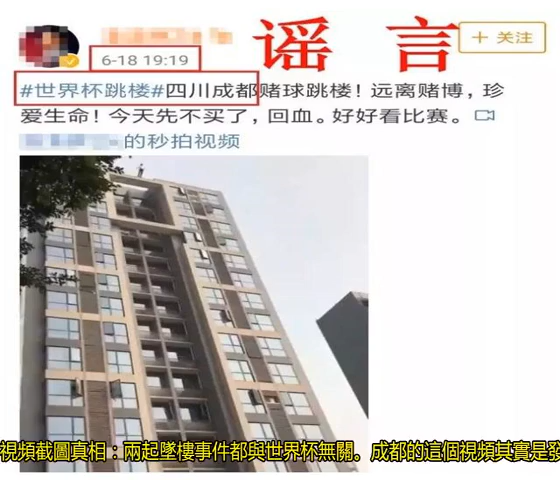 谣言
+ 关注
6-18 19:19
#世界杯跳楼#四川成都赌球跳楼！远离赌博，珍
爱生命！今天先不买了，回血。好好看比赛。
的秒拍视频
視頻截圖真相：兩起墜樓事件都與世界杯無關。成都的這個視頻其實是發